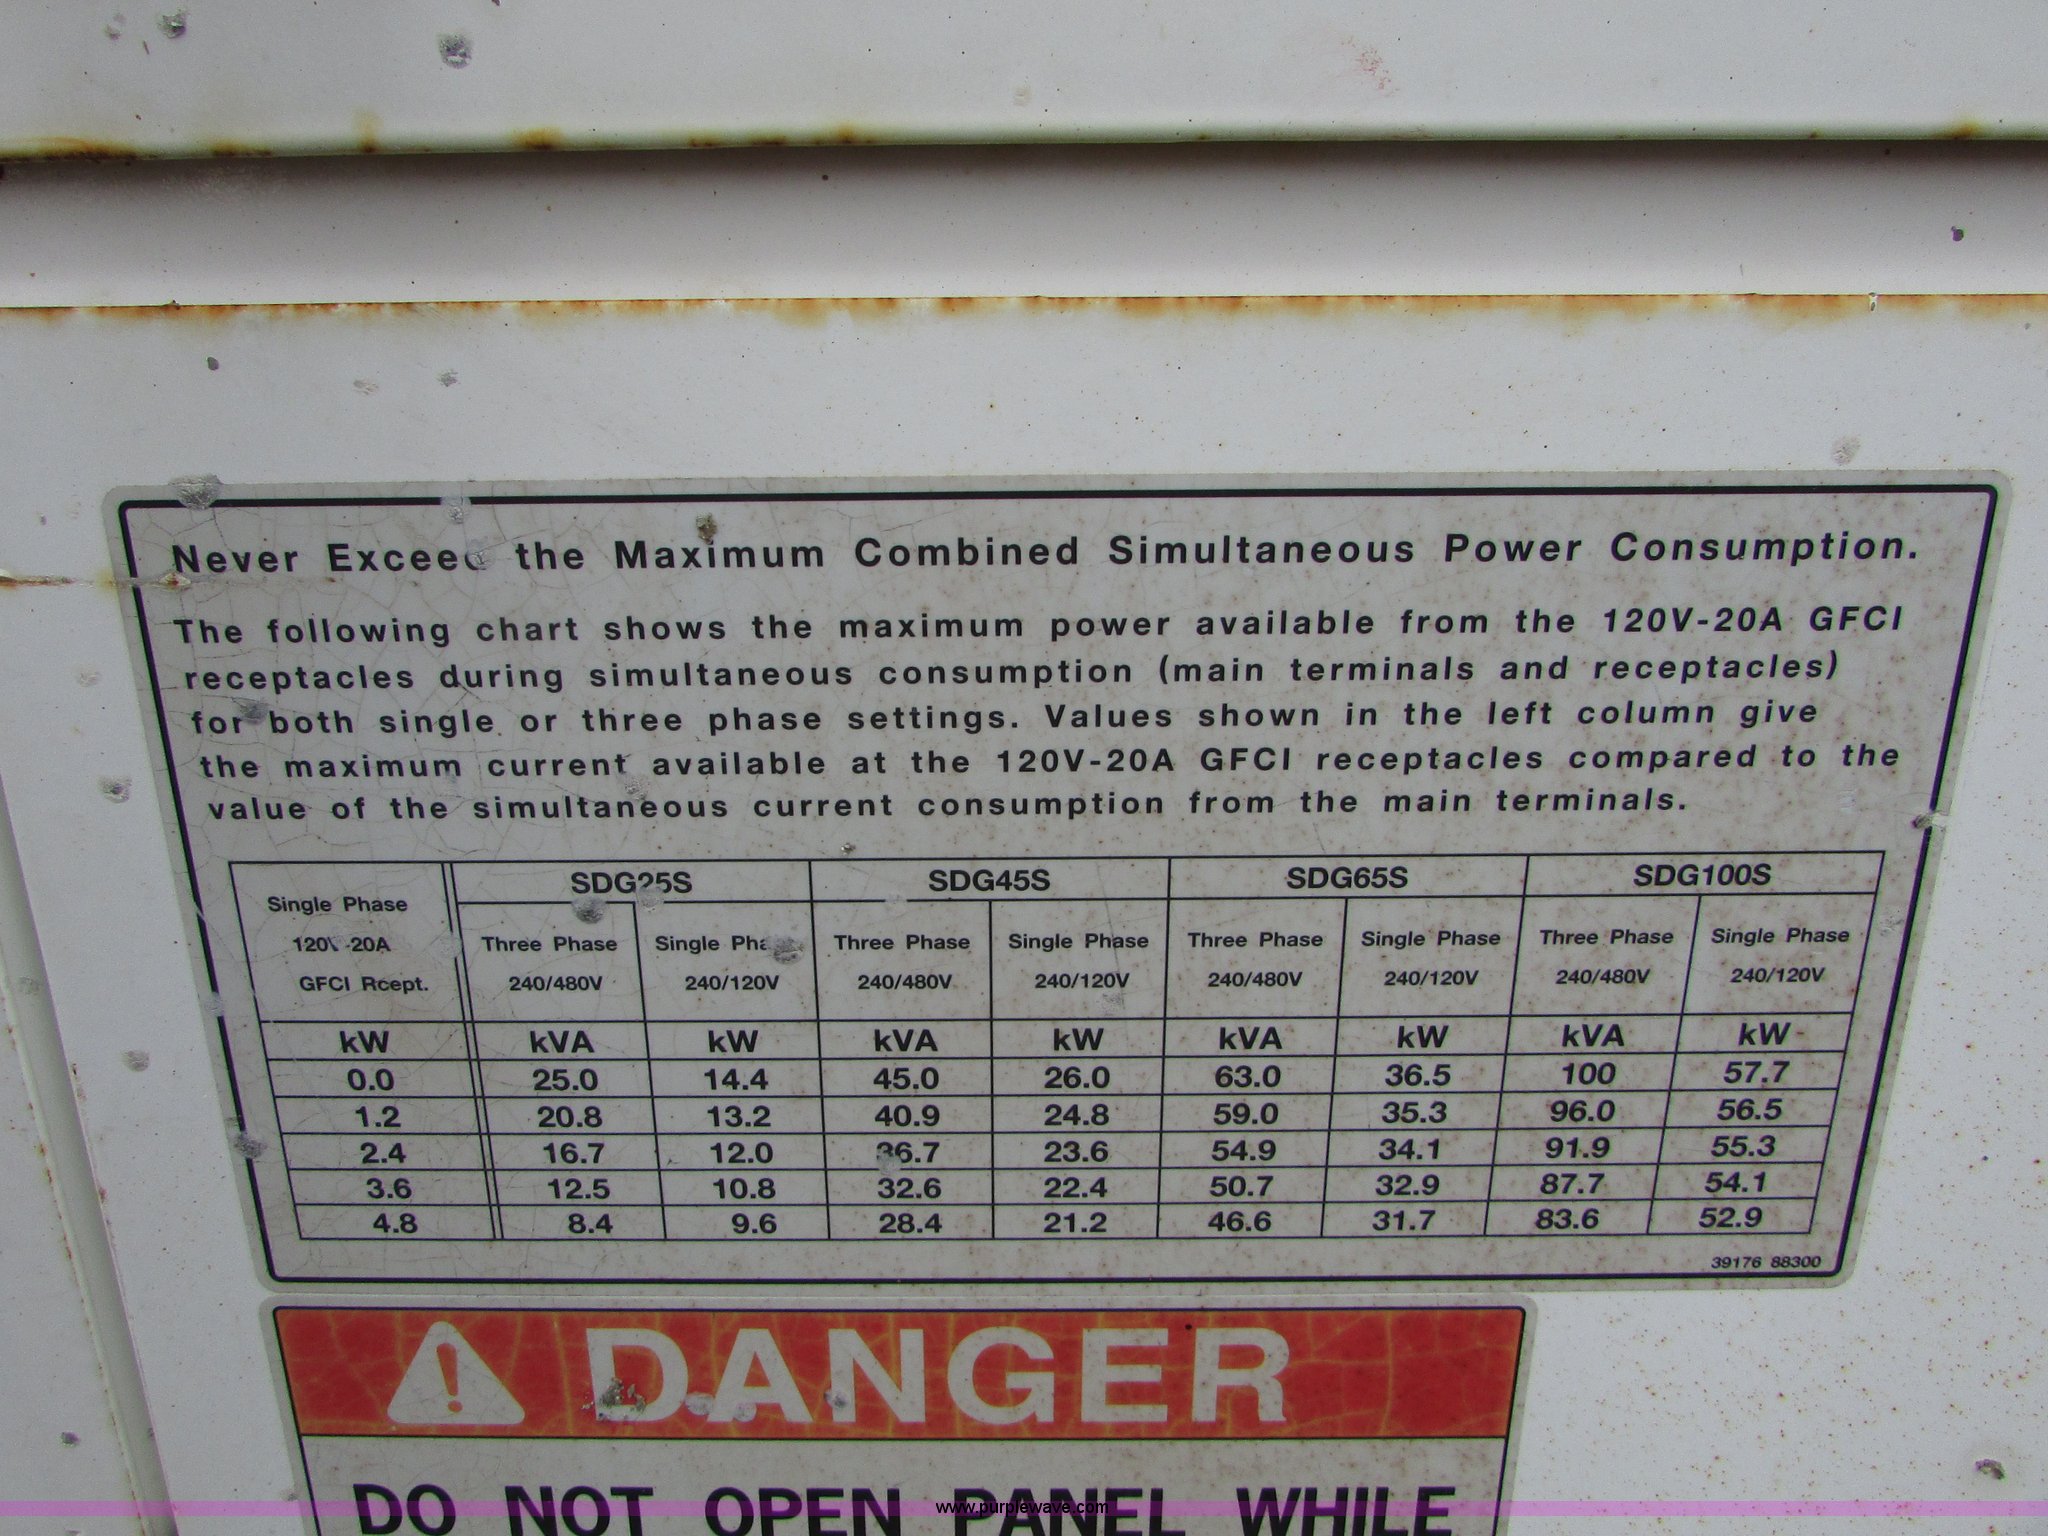 Never Exceed the Maximum Combined Simultaneous Power Consumption.
The following chart shows the maximum power available from the 120V-20A GFCI
receptacles during simultaneous consumption (main terminals and receptacles)
for both single or three phase settings. Values shown in the left column give
the maximum current available at the 120V-20A GFCI receptacles compared to the
value of the simultaneous current consumption from the main terminals.
SDG25S SDG45S SDG65S SDG100S
Single Phase
120V-20A Three Phase Single Phase Three Phase Single Phase Three Phase Single Phase Three Phase Single Phase
GFCI Rcept. 240/480V 240/120V 240/480V 240/120V 240/480V 240/120V 240/480V 240/120V
kW kVA kW kVA kW kVA kW kVA kW
0.0 25.0 14.4 45.0 26.0 63.0 36.5 100 57.7
1.2 20.8 13.2 40.9 24.8 59.0 35.3 96.0 56.5
2.4 16.7 12.0 36.7 23.6 54.9 34.1 91.9 55.3
3.6 12.5 10.8 32.6 22.4 50.7 32.9 87.7 54.1
4.8 8.4 9.6 28.4 21.2 46.6 31.7 83.6 52.9
39176 88300
DANGER
DO NOT OPEN PANEL WHILE
www.purplewave.com